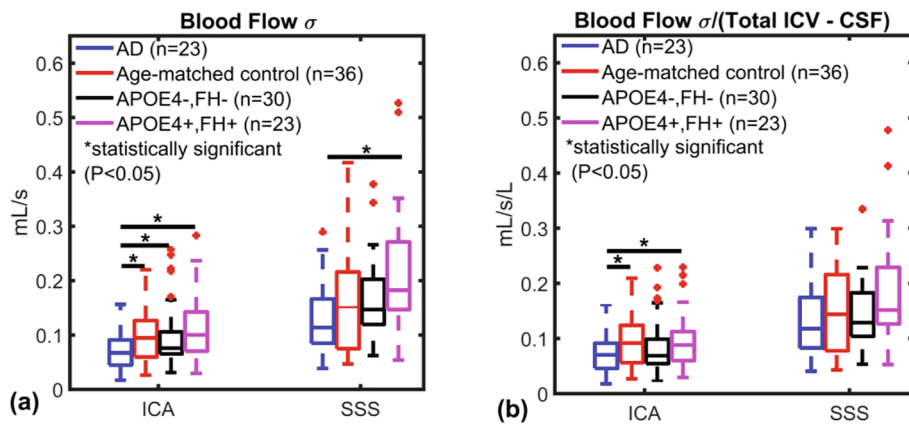 Blood Flow σ
0.6
0.5
0.4
0.3
0.2
0.1
0
mL/s
AD (n=23)
Age-matched control (n=36)
APOE4-,FH- (n=30)
APOE4+,FH+ (n=23)
*statistically significant
(P<0.05)
*
*
*
*
ICA
SSS
(a)
Blood Flow σ/(Total ICV - CSF)
0.6
0.5
0.4
0.3
0.2
0.1
0
mL/s/L
AD (n=23)
Age-matched control (n=36)
APOE4-,FH- (n=30)
APOE4+,FH+ (n=23)
*statistically significant
(P<0.05)
*
*
ICA
SSS
(b)